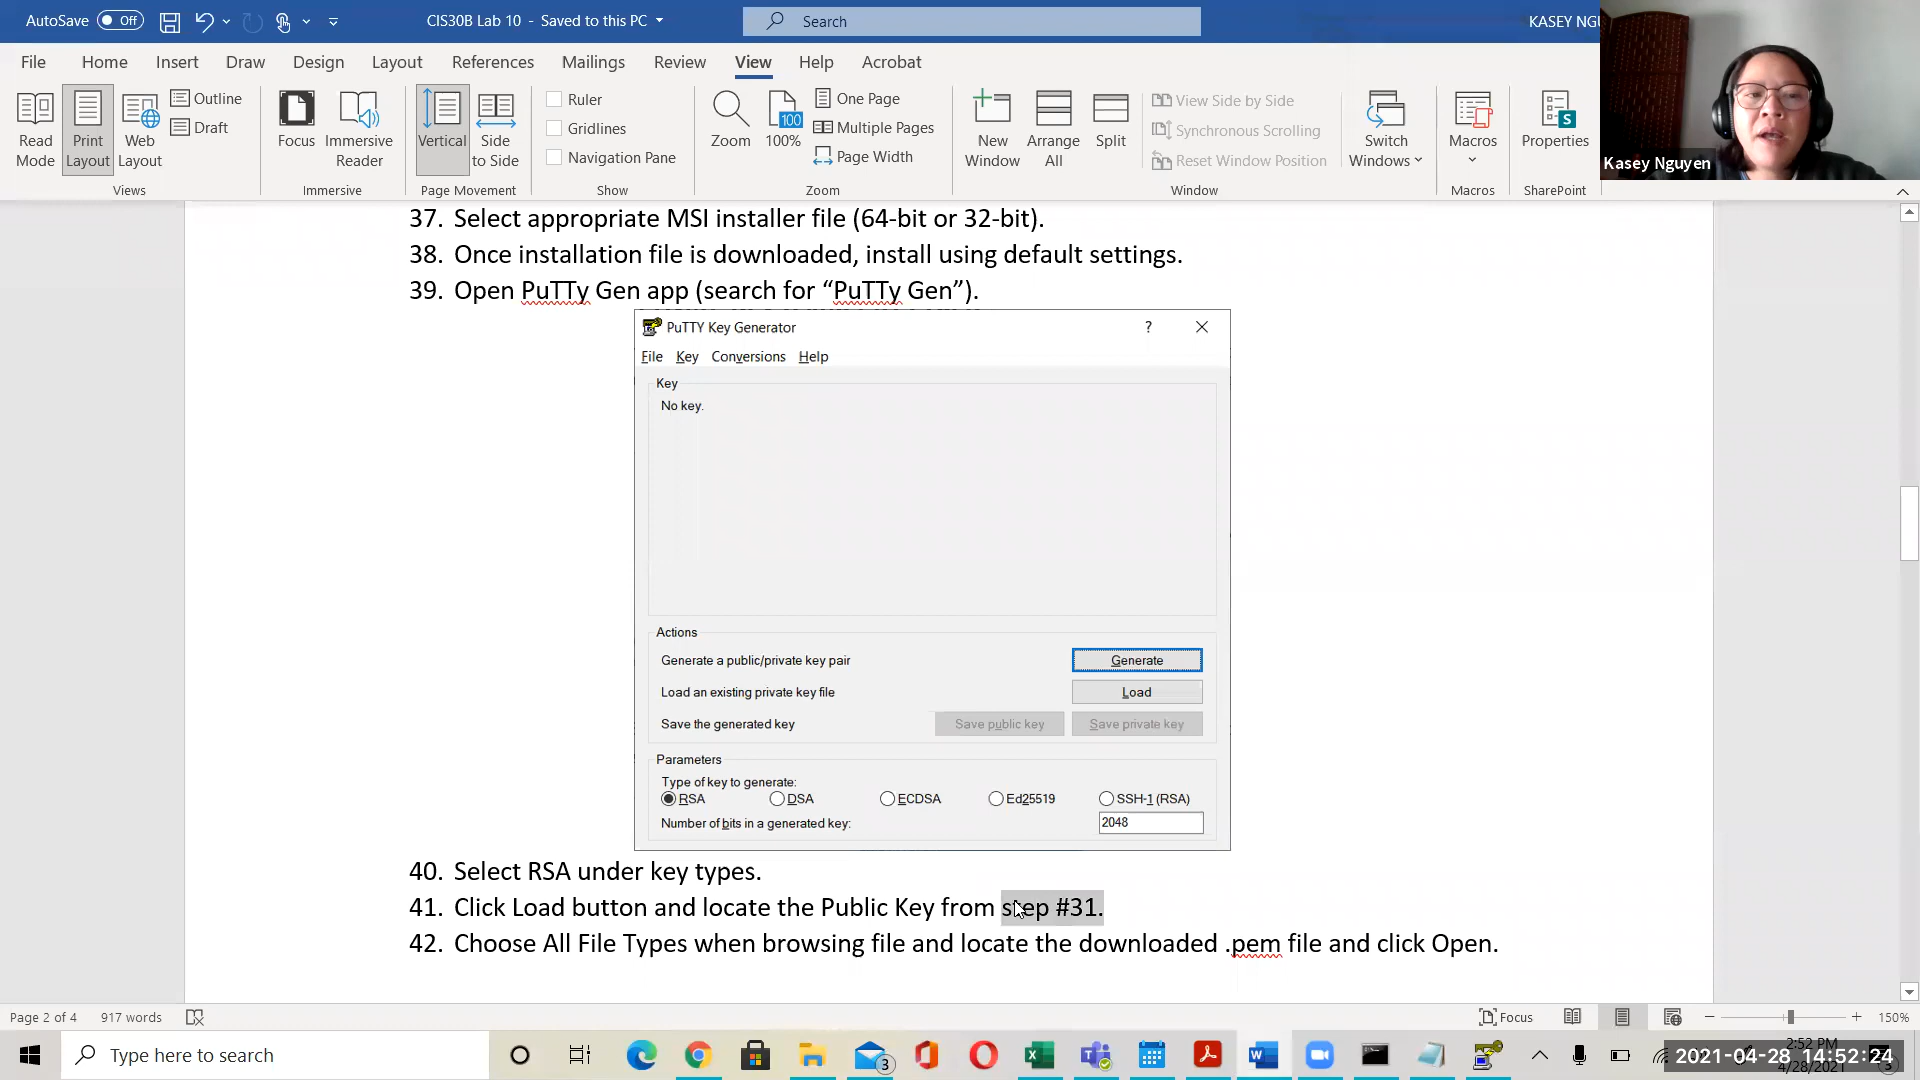 AutoSave Off CIS30B Lab 10 - Saved to this PC Search KASEY NGU
File Home Insert Draw Design Layout References Mailings Review View Help Acrobat
Read Mode
Print Layout
Web Layout
Outline
Draft
Views
Focus
Immersive Reader
Immersive
Vertical
Side to Side
Page Movement
Ruler
Gridlines
Navigation Pane
Show
Zoom
100
100%
One Page
Multiple Pages
Page Width
Zoom
New Window
Arrange All
Split
View Side by Side
Synchronous Scrolling
Reset Window Position
Window
Switch Windows
Macros
Macros
Properties
SharePoint
Kasey Nguyen
37. Select appropriate MSI installer file (64-bit or 32-bit).
38. Once installation file is downloaded, install using default settings.
39. Open PuTTy Gen app (search for “PuTTy Gen”).
PuTTY Key Generator ?
File Key Conversions Help
Key
No key.
Actions
Generate a public/private key pair Generate
Load an existing private key file Load
Save the generated key Save public key Save private key
Parameters
Type of key to generate:
RSA DSA ECDSA Ed25519 SSH-1 (RSA)
Number of bits in a generated key: 2048
40. Select RSA under key types.
41. Click Load button and locate the Public Key from step #31.
42. Choose All File Types when browsing file and locate the downloaded .pem file and click Open.
Page 2 of 4 917 words Focus 150%
Type here to search 3
2:52 PM
2021-04-28 14:52:24
4/28/2021